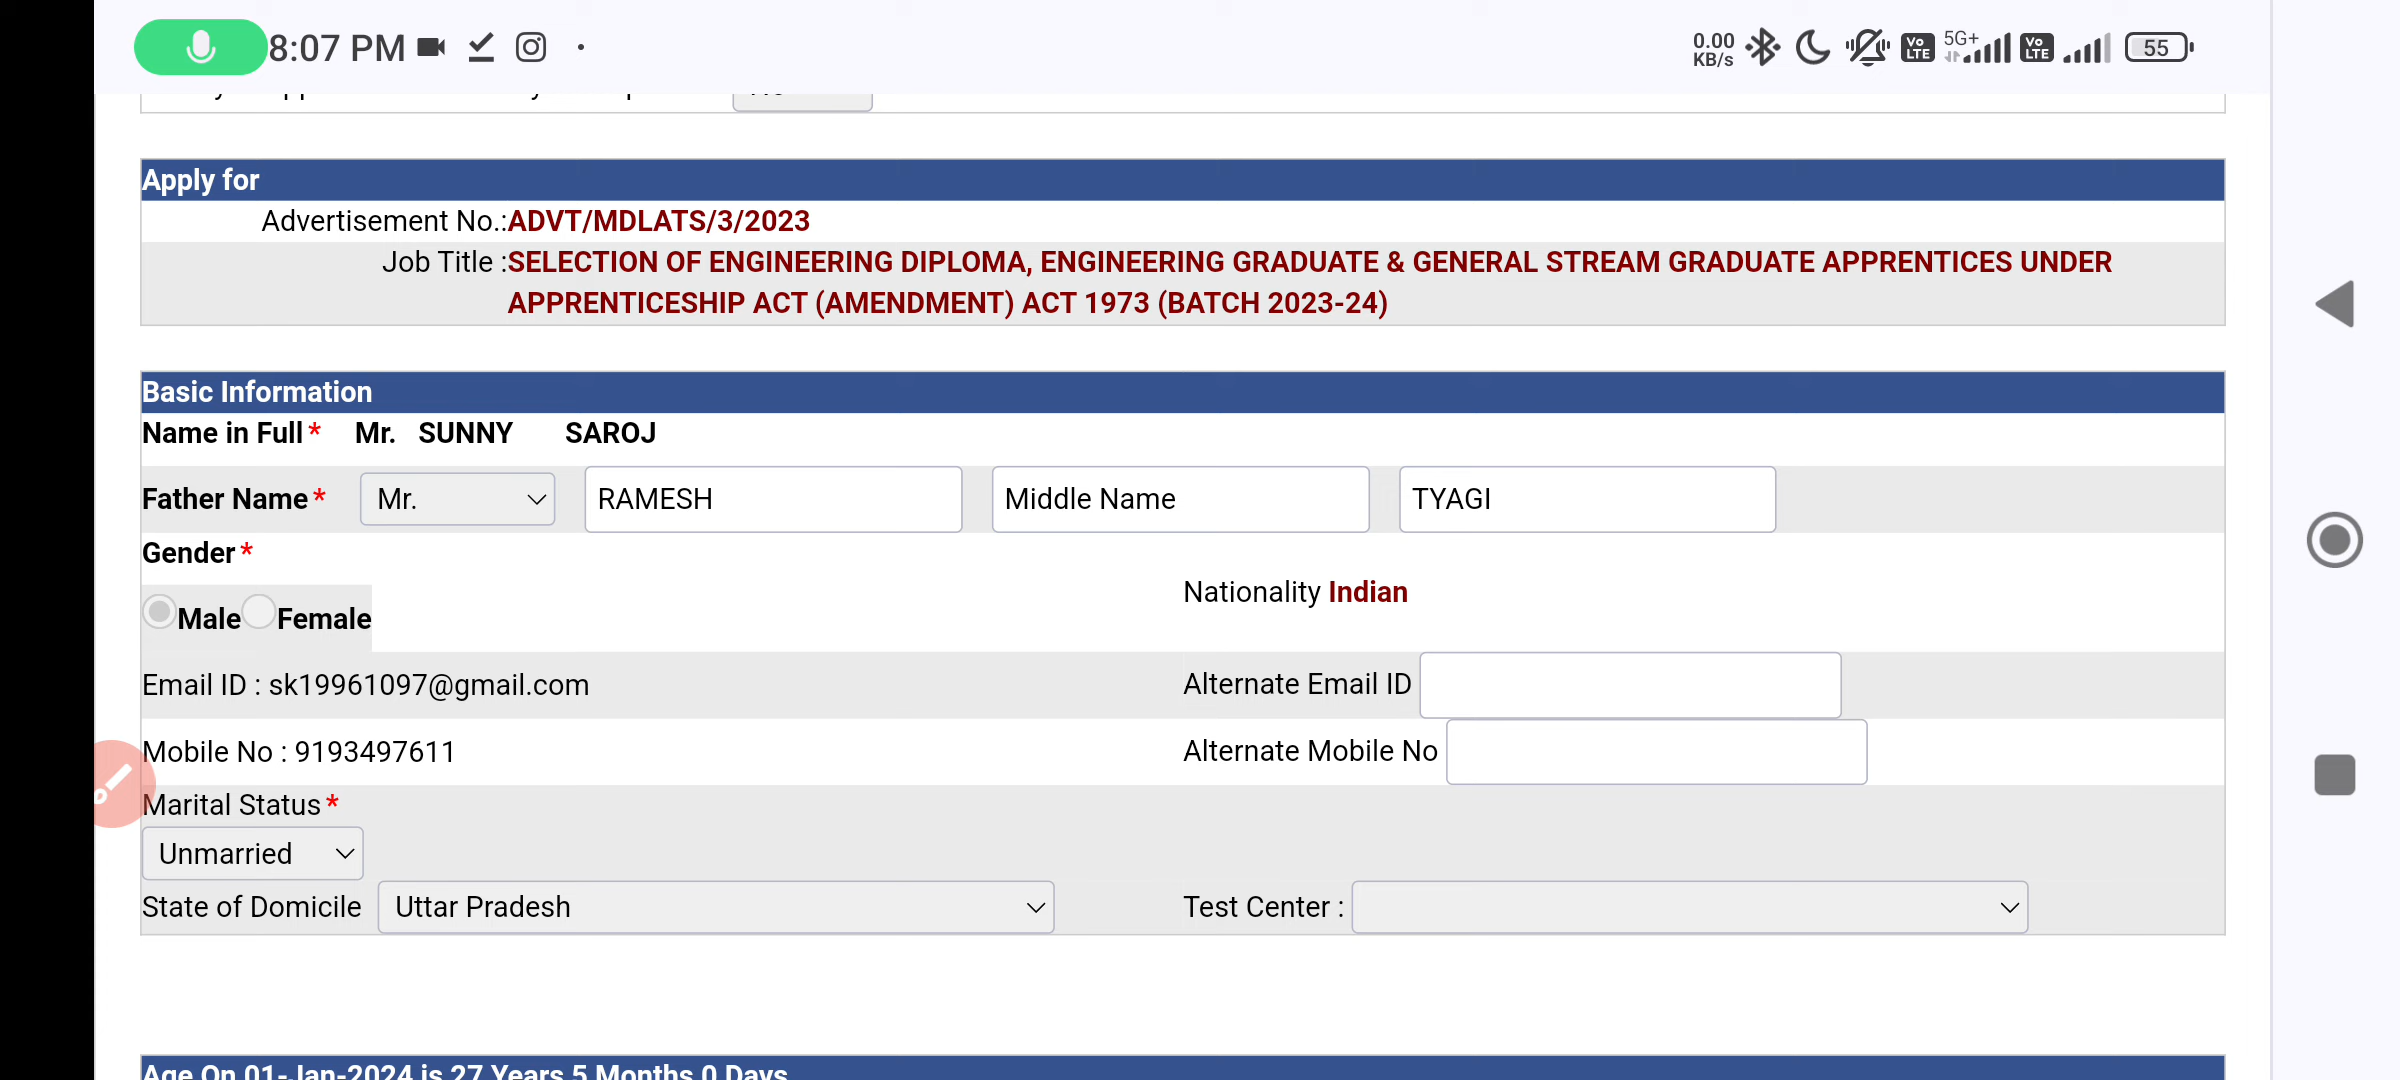 8:07 PM 0.00 KB/s Vo LTE 5G+ Vo LTE 55
Apply for
Advertisement No.:ADVT/MDLATS/3/2023
Job Title :SELECTION OF ENGINEERING DIPLOMA, ENGINEERING GRADUATE & GENERAL STREAM GRADUATE APPRENTICES UNDER
APPRENTICESHIP ACT (AMENDMENT) ACT 1973 (BATCH 2023-24)
Basic Information
Name in Full* Mr. SUNNY SAROJ
Father Name* Mr. RAMESH Middle Name TYAGI
Gender*
Nationality Indian
Male Female
Email ID : sk19961097@gmail.com Alternate Email ID
Mobile No : 9193497611 Alternate Mobile No
Marital Status*
Unmarried
State of Domicile Uttar Pradesh Test Center :
Age On 01-Jan-2024 is 27 Years 5 Months 0 Days